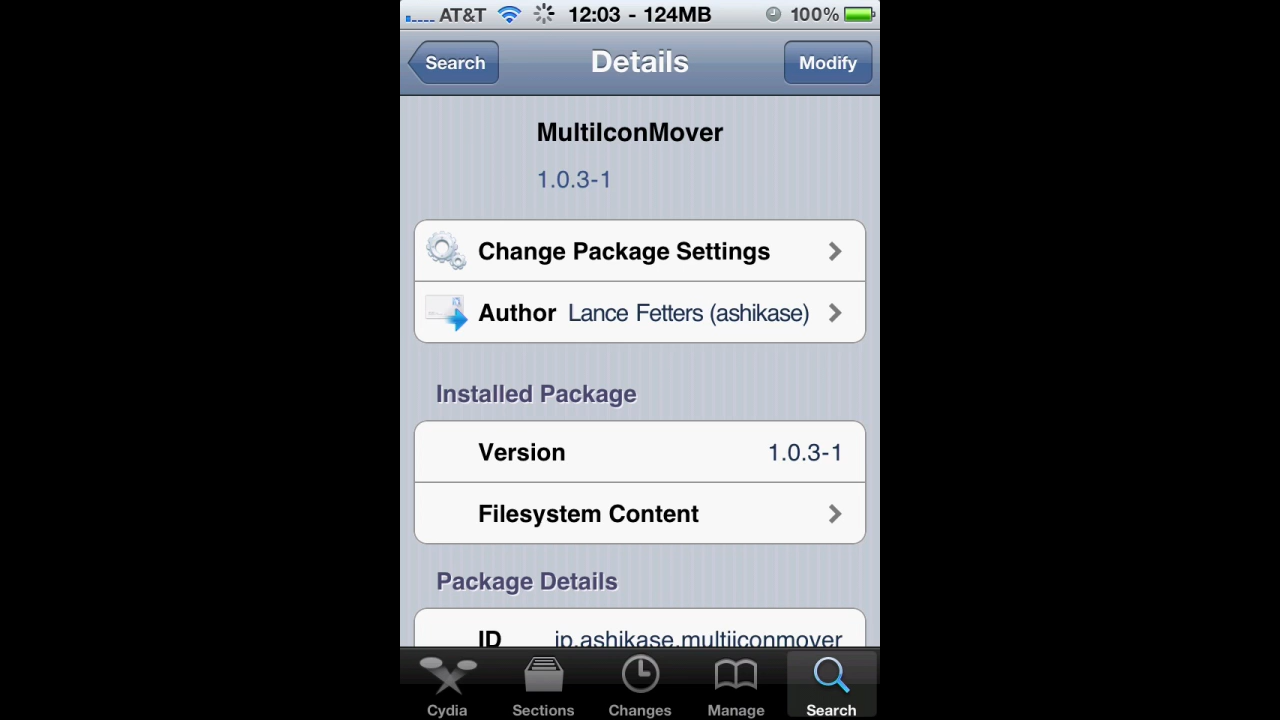 AT&T 12:03 - 124MB 100%
Search Details Modify
MultiIconMover
1.0.3-1
Change Package Settings
Author Lance Fetters (ashikase)
Installed Package
Version 1.0.3-1
Filesystem Content
Package Details
ID jp.ashikase.multiiconmover
Cydia Sections Changes Manage Search